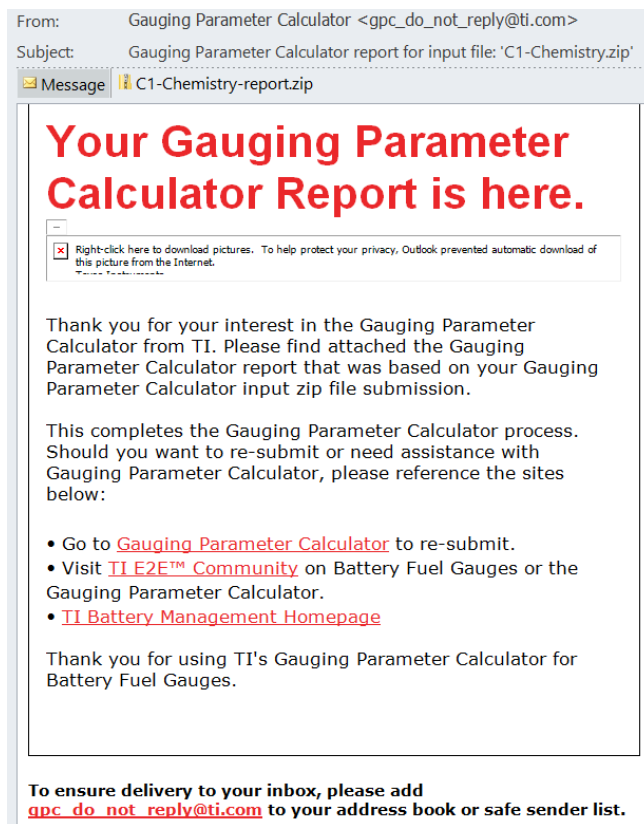 From: Gauging Parameter Calculator <gpc_do_not_reply@ti.com>
Subject: Gauging Parameter Calculator report for input file: 'C1-Chemistry.zip'
Message C1-Chemistry-report.zip
Your Gauging Parameter
Calculator Report is here.
Right-click here to download pictures. To help protect your privacy, Outlook prevented automatic download of
this picture from the Internet.
Texas Instruments
Thank you for your interest in the Gauging Parameter
Calculator from TI. Please find attached the Gauging
Parameter Calculator report that was based on your Gauging
Parameter Calculator input zip file submission.
This completes the Gauging Parameter Calculator process.
Should you want to re-submit or need assistance with
Gauging Parameter Calculator, please reference the sites
below:
• Go to Gauging Parameter Calculator to re-submit.
• Visit TI E2E™ Community on Battery Fuel Gauges or the
Gauging Parameter Calculator.
• TI Battery Management Homepage
Thank you for using TI's Gauging Parameter Calculator for
Battery Fuel Gauges.
To ensure delivery to your inbox, please add
gpc_do_not_reply@ti.com to your address book or safe sender list.